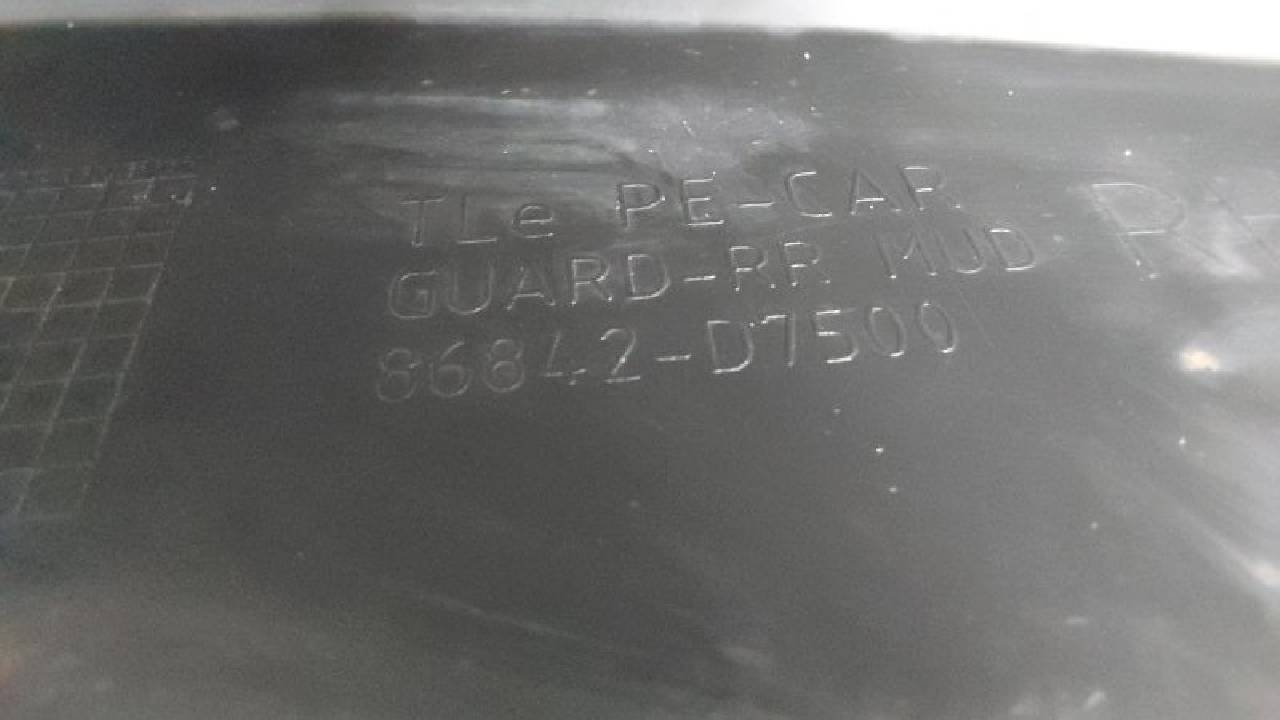 TLe PE-CAR
GUARD-RR MUD
86842-D7500